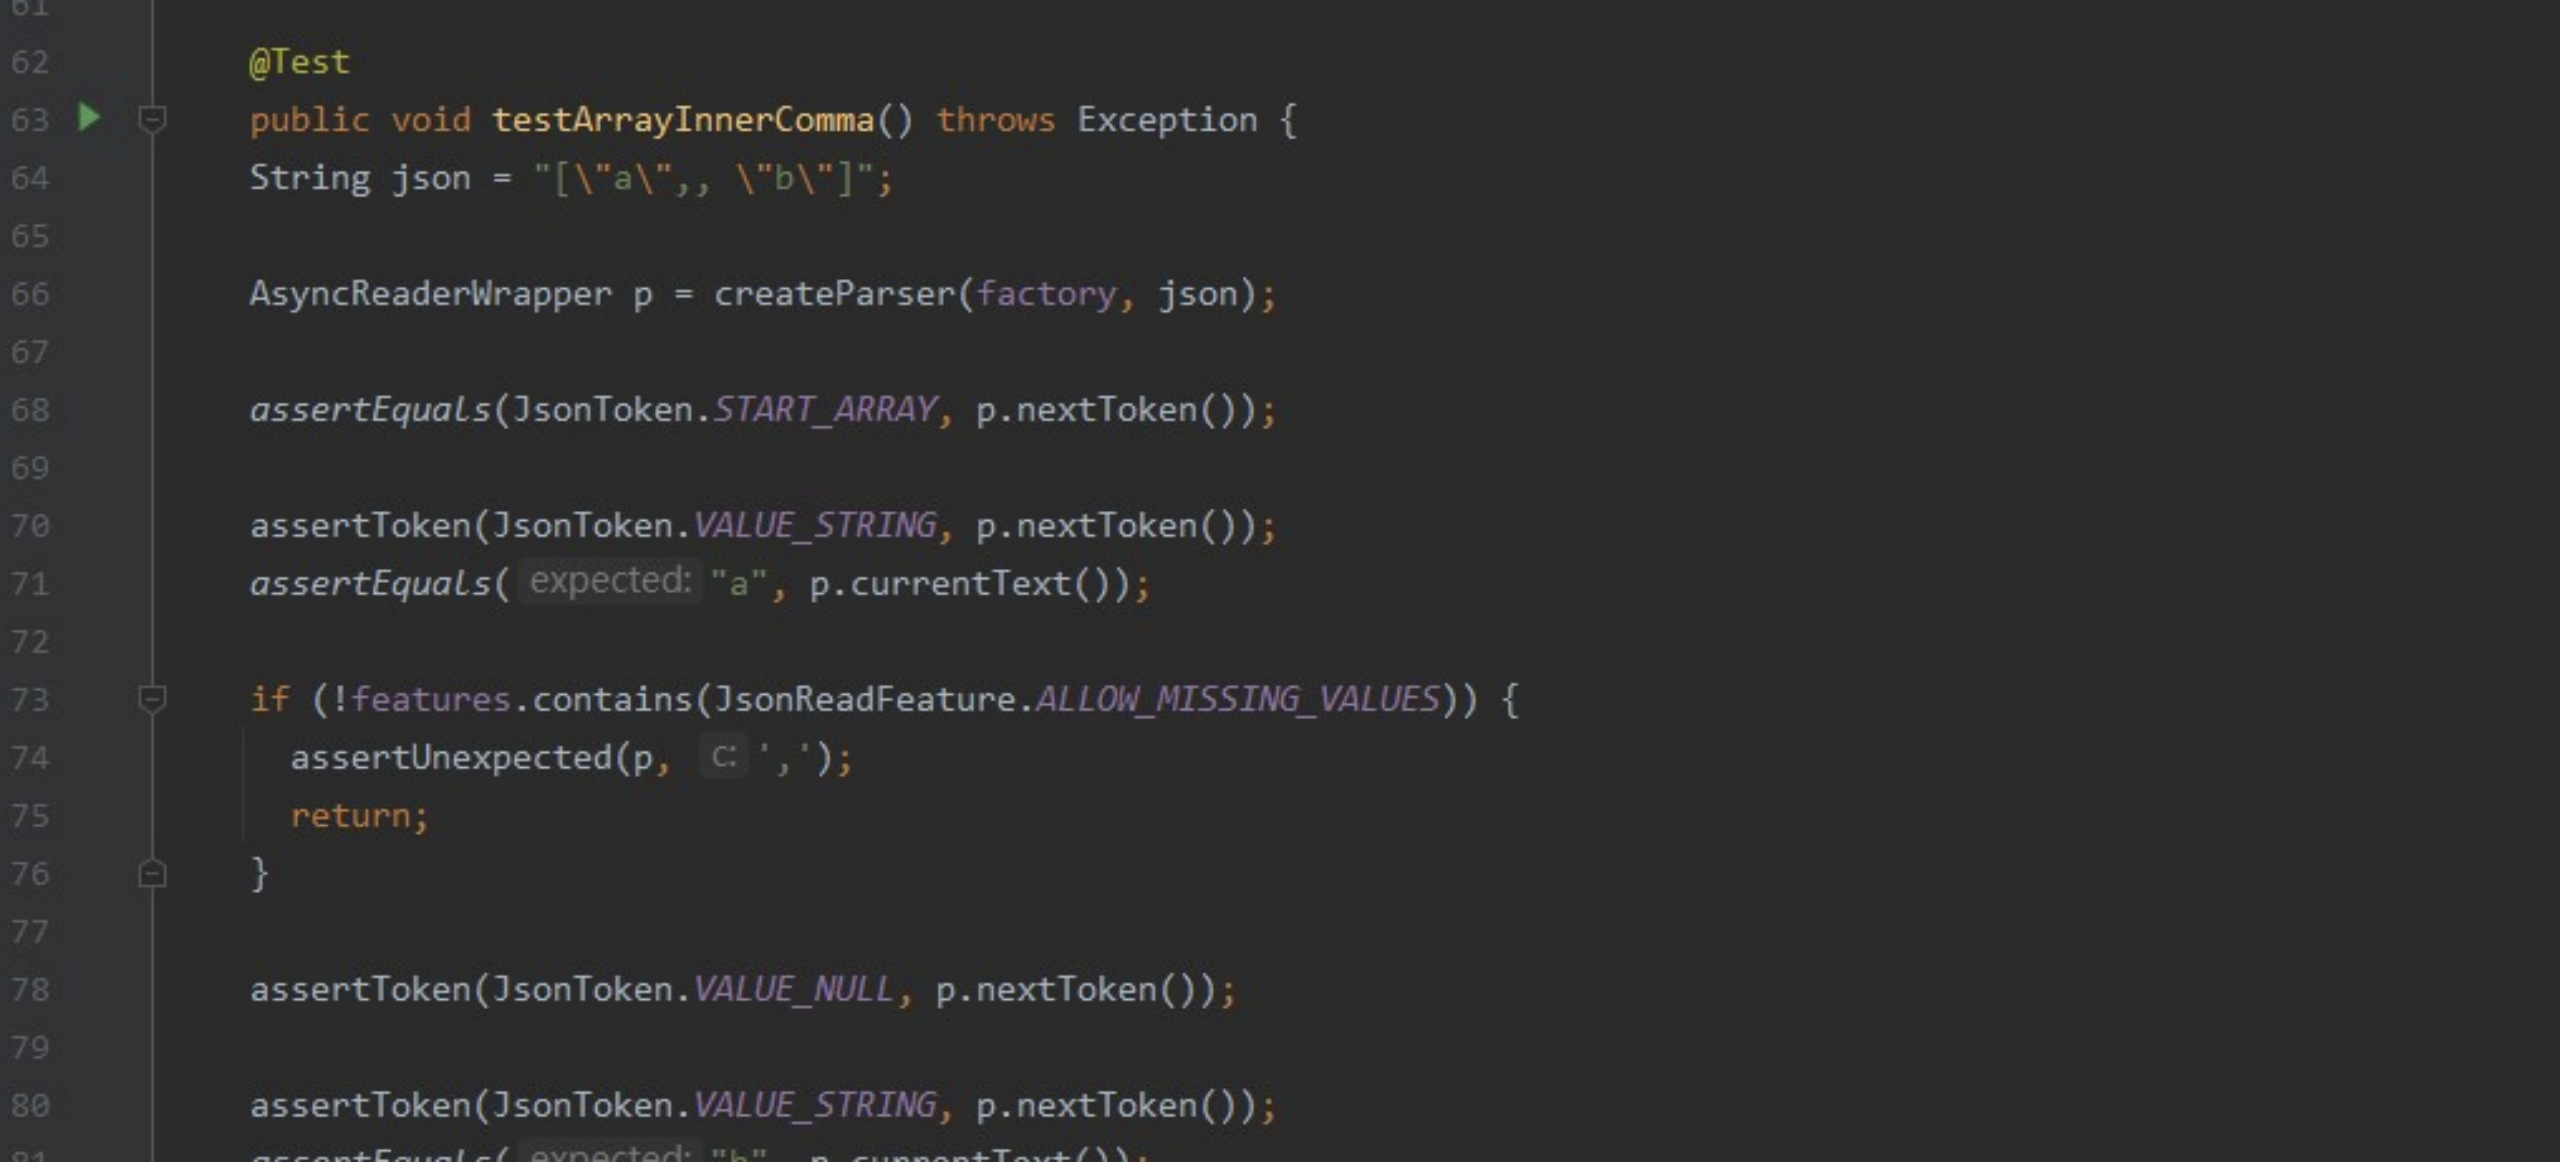 61
62 @Test
63 public void testArrayInnerComma() throws Exception {
64 String json = "[\"a\",, \"b\"]";
65
66 AsyncReaderWrapper p = createParser(factory, json);
67
68 assertEquals(JsonToken.START_ARRAY, p.nextToken());
69
70 assertToken(JsonToken.VALUE_STRING, p.nextToken());
71 assertEquals( expected: "a", p.currentText());
72
73 if (!features.contains(JsonReadFeature.ALLOW_MISSING_VALUES)) {
74 assertUnexpected(p, c: ',');
75 return;
76 }
77
78 assertToken(JsonToken.VALUE_NULL, p.nextToken());
79
80 assertToken(JsonToken.VALUE_STRING, p.nextToken());
81 assertEquals( expected: "b", p.currentText());